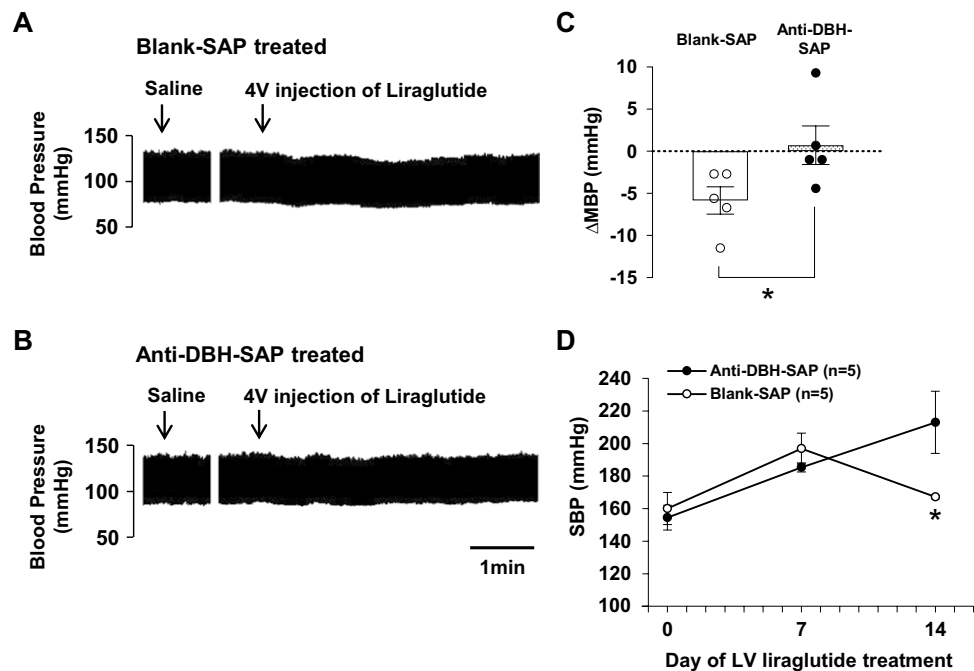 A
Blank-SAP treated
Saline
4V injection of Liraglutide
150
100
50
Blood Pressure
(mmHg)
B
Anti-DBH-SAP treated
Saline
4V injection of Liraglutide
150
100
50
Blood Pressure
(mmHg)
1min
C
Blank-SAP
Anti-DBH-
SAP
10
5
0
-5
-10
-15
ΔMBP (mmHg)
*
D
Anti-DBH-SAP (n=5)
Blank-SAP (n=5)
240
220
200
180
160
140
120
100
SBP (mmHg)
*
0 7 14
Day of LV liraglutide treatment